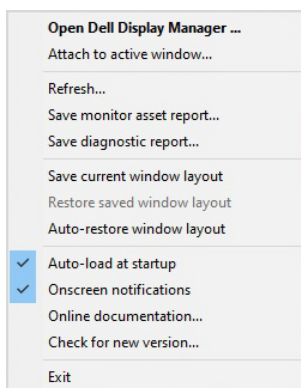 Open Dell Display Manager ...
Attach to active window...
Refresh...
Save monitor asset report...
Save diagnostic report...
Save current window layout
Restore saved window layout
Auto-restore window layout
Auto-load at startup
Onscreen notifications
Online documentation...
Check for new version...
Exit